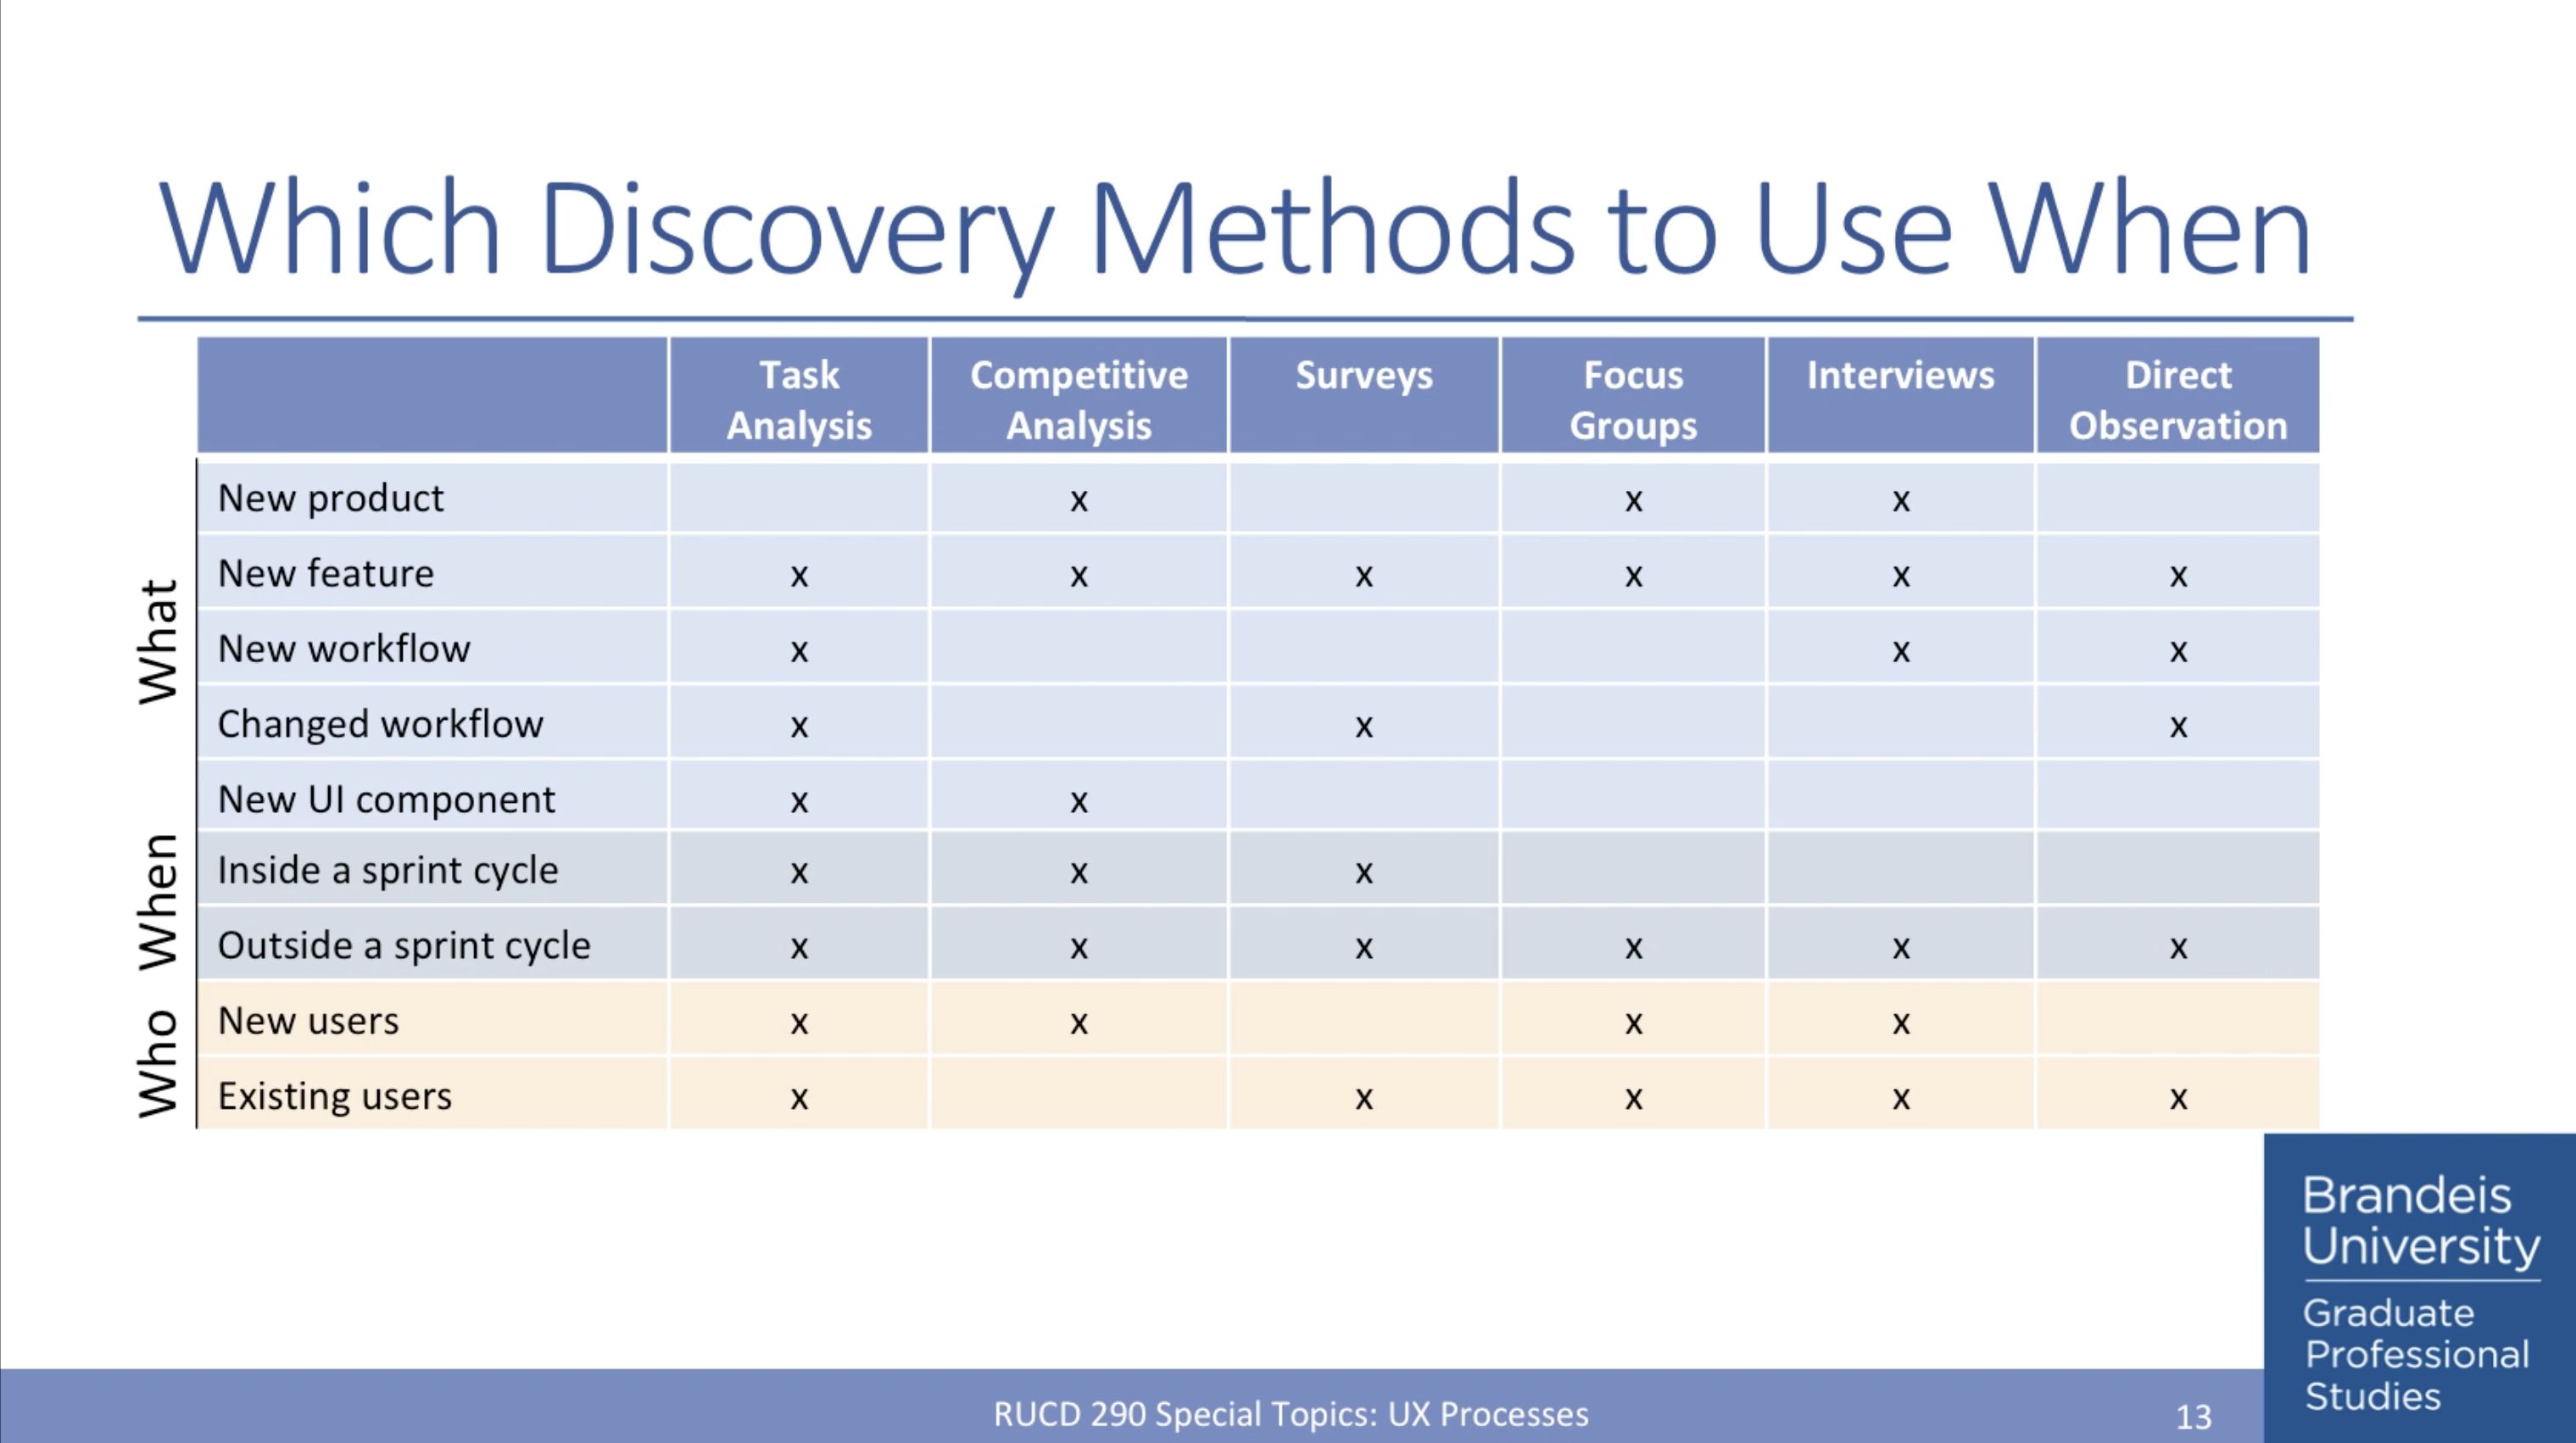 Which Discovery Methods to Use When
Task Analysis Competitive Analysis Surveys Focus Groups Interviews Direct Observation
What
New product x x x
New feature x x x x x x
New workflow x x x
Changed workflow x x x
New UI component x x
When
Inside a sprint cycle x x x
Outside a sprint cycle x x x x x x
Who
New users x x x x
Existing users x x x x x
Brandeis
University
Graduate
Professional
Studies
RUCD 290 Special Topics: UX Processes
13